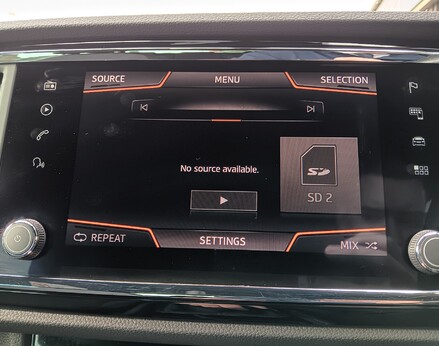 SOURCE
MENU
SELECTION
No source available.
SD
SD 2
REPEAT
SETTINGS
MIX